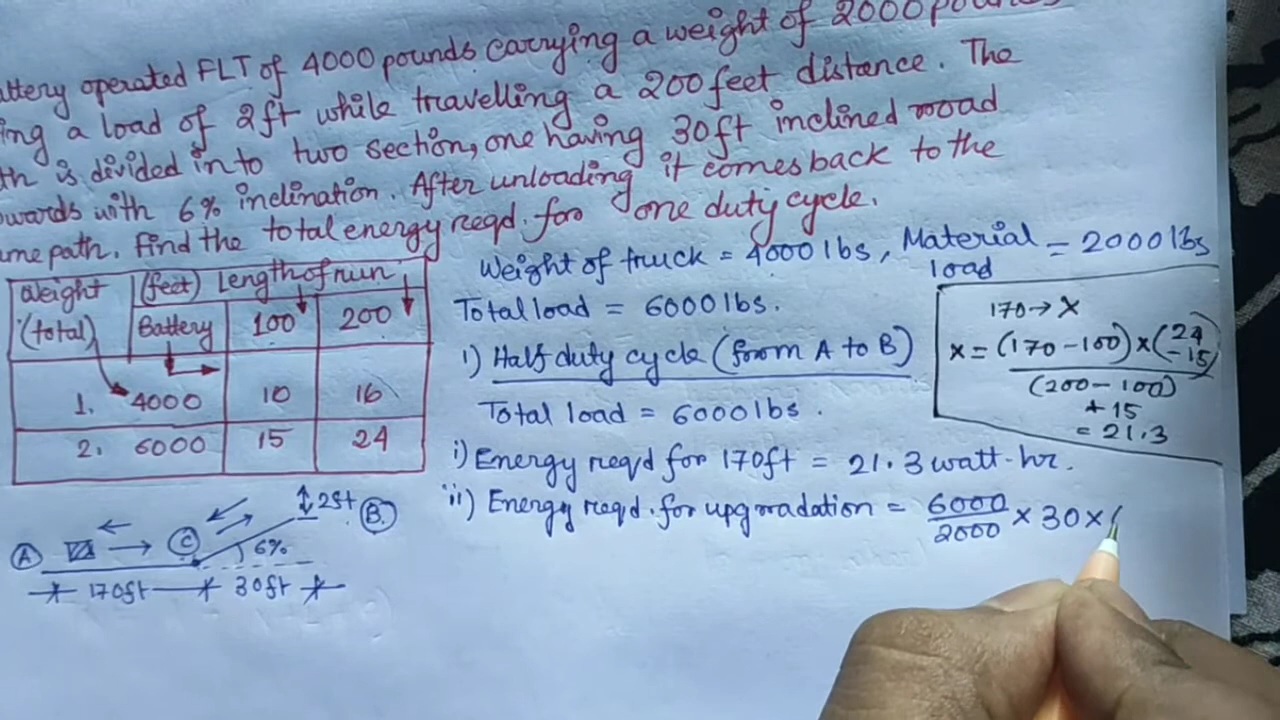 operated FLT of 4000 pounds carrying a weight of 2000
a load of 2ft while travelling a 200 feet distance. The
is divided into two section, one having 30ft inclined road
with 6% inclination. After unloading it comes back to the
path. Find the total energy reqd. for one duty cycle.
Weight (total)
(feet) Length of run
Battery 100 200
1. 4000 10 16
2. 6000 15 24
A C B
2ft
6%
170ft 30ft
Weight of truck = 4000 lbs, Material load = 2000 lbs
Total load = 6000 lbs.
1) Half duty cycle (from A to B)
Total load = 6000 lbs.
i) Energy reqd for 170ft = 21.3 watt-hr.
ii) Energy reqd. for upgradation = 6000/2000 × 30 × (
170 → X
X = (170 - 100) × (24 - 15)
(200 - 100)
+ 15
= 21.3